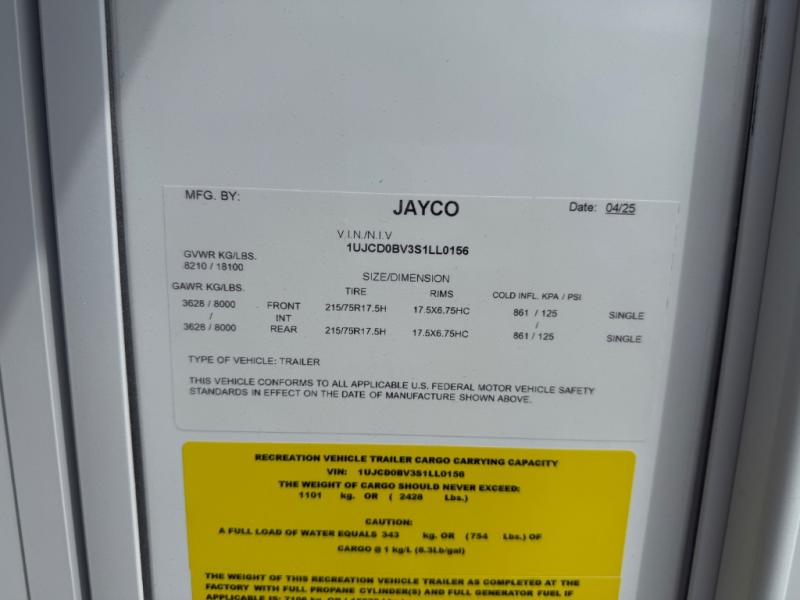 MFG. BY: JAYCO Date: 04/25
V.I.N./N.I.V
1UJCD0BV3S1LL0156
GVWR KG/LBS.
8210 / 18100
SIZE/DIMENSION
GAWR KG/LBS. TIRE RIMS COLD INFL. KPA / PSI
3628 / 8000 FRONT 215/75R17.5H 17.5X6.75HC 861 / 125 SINGLE
/ INT /
3628 / 8000 REAR 215/75R17.5H 17.5X6.75HC 861 / 125 SINGLE
TYPE OF VEHICLE: TRAILER
THIS VEHICLE CONFORMS TO ALL APPLICABLE U.S. FEDERAL MOTOR VEHICLE SAFETY
STANDARDS IN EFFECT ON THE DATE OF MANUFACTURE SHOWN ABOVE.
RECREATION VEHICLE TRAILER CARGO CARRYING CAPACITY
VIN: 1UJCD0BV3S1LL0156
THE WEIGHT OF CARGO SHOULD NEVER EXCEED:
1101 kg. OR ( 2428 Lbs.)
CAUTION:
A FULL LOAD OF WATER EQUALS 343 kg. OR (754 Lbs.) OF
CARGO @ 1 kg/L (8.3Lb/gal)
THE WEIGHT OF THIS RECREATION VEHICLE TRAILER AS COMPLETED AT THE
FACTORY WITH FULL PROPANE CYLINDER(S) AND FULL GENERATOR FUEL IF
APPLICABLE IS: